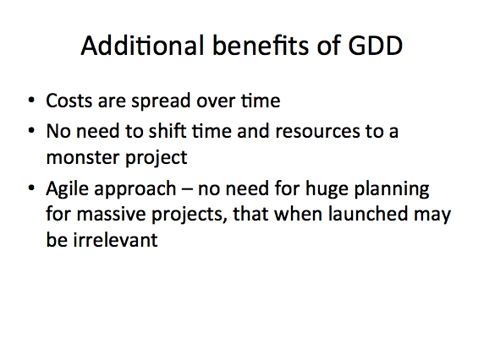 Additional benefits of GDD
• Costs are spread over time
• No need to shift time and resources to a
monster project
• Agile approach – no need for huge planning
for massive projects, that when launched may
be irrelevant